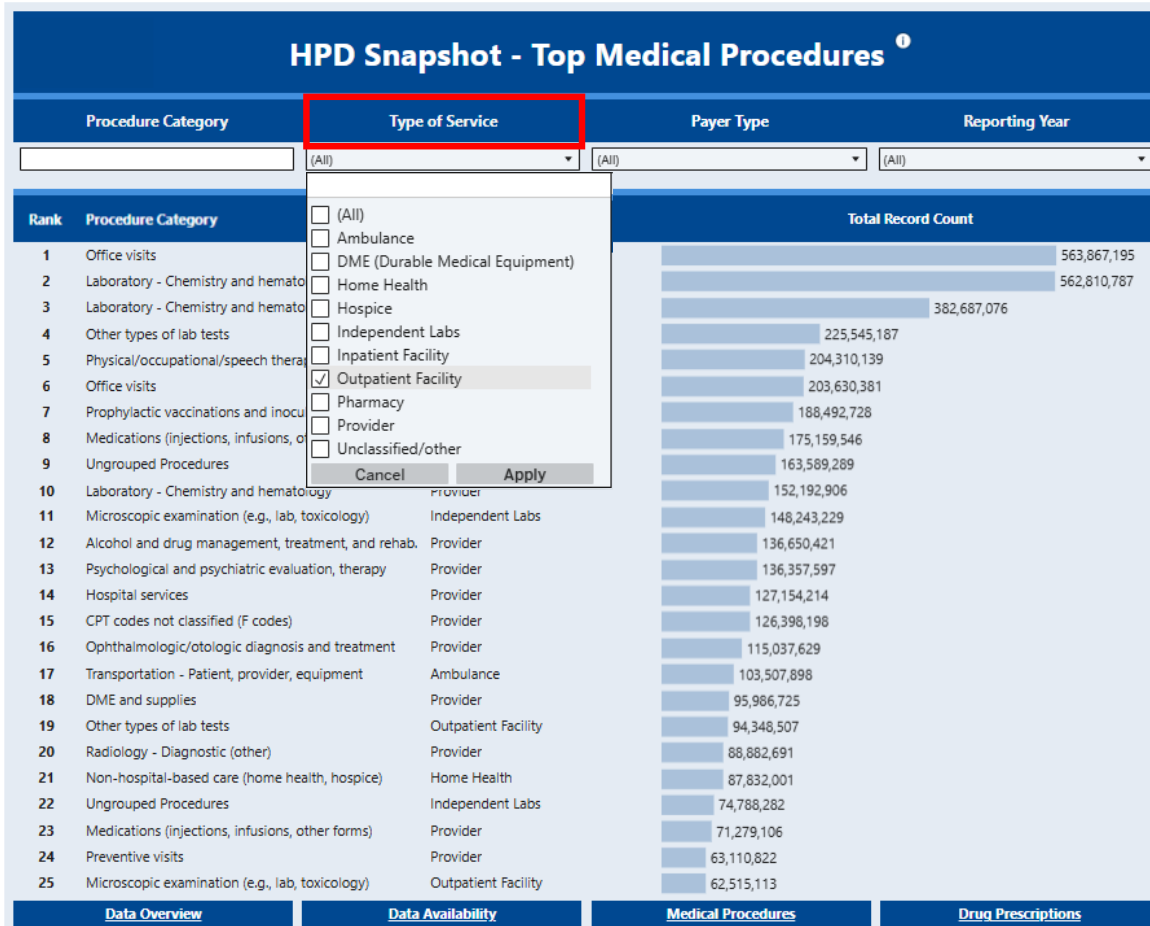 HPD Snapshot - Top Medical Procedures i
Procedure Category Type of Service Payer Type Reporting Year
(All) (All) (All)
(All)
Ambulance
DME (Durable Medical Equipment)
Home Health
Hospice
Independent Labs
Inpatient Facility
Outpatient Facility
Pharmacy
Provider
Unclassified/other
Cancel Apply
Rank Procedure Category Total Record Count
1 Office visits 563,867,195
2 Laboratory - Chemistry and hemato 562,810,787
3 Laboratory - Chemistry and hemato 382,687,076
4 Other types of lab tests 225,545,187
5 Physical/occupational/speech therap 204,310,139
6 Office visits 203,630,381
7 Prophylactic vaccinations and inocu 188,492,728
8 Medications (injections, infusions, ot 175,159,546
9 Ungrouped Procedures 163,589,289
10 Laboratory - Chemistry and hematology Provider 152,192,906
11 Microscopic examination (e.g., lab, toxicology) Independent Labs 148,243,229
12 Alcohol and drug management, treatment, and rehab. Provider 136,650,421
13 Psychological and psychiatric evaluation, therapy Provider 136,357,597
14 Hospital services Provider 127,154,214
15 CPT codes not classified (F codes) Provider 126,398,198
16 Ophthalmologic/otologic diagnosis and treatment Provider 115,037,629
17 Transportation - Patient, provider, equipment Ambulance 103,507,898
18 DME and supplies Provider 95,986,725
19 Other types of lab tests Outpatient Facility 94,348,507
20 Radiology - Diagnostic (other) Provider 88,882,691
21 Non-hospital-based care (home health, hospice) Home Health 87,832,001
22 Ungrouped Procedures Independent Labs 74,788,282
23 Medications (injections, infusions, other forms) Provider 71,279,106
24 Preventive visits Provider 63,110,822
25 Microscopic examination (e.g., lab, toxicology) Outpatient Facility 62,515,113
Data Overview Data Availability Medical Procedures Drug Prescriptions